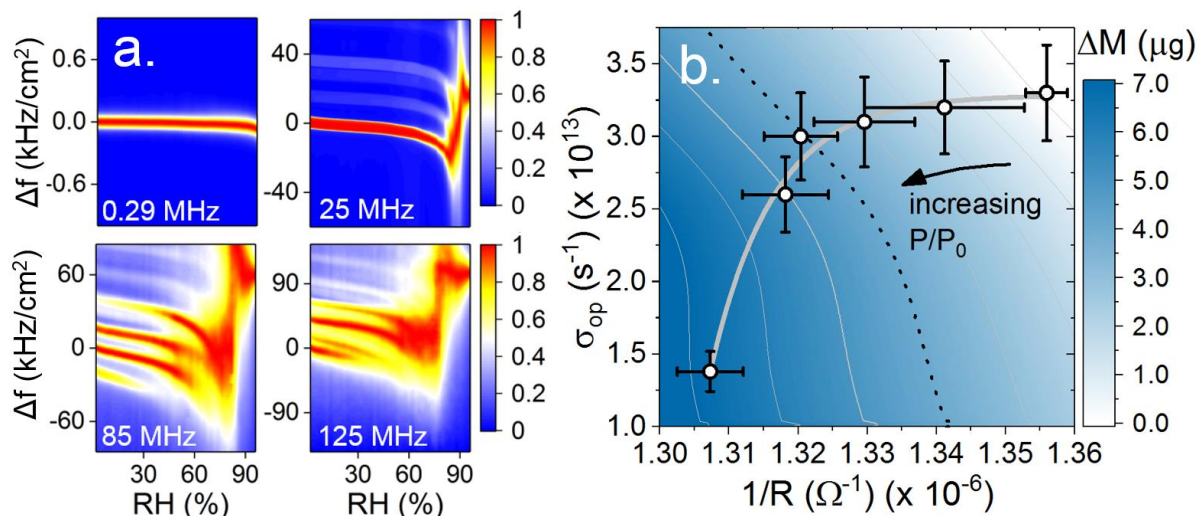 a.
Δf (kHz/cm²)
0.6
0.0
-0.6
0.29 MHz
40
0
-40
25 MHz
1
0.8
0.6
0.4
0.2
0
Δf (kHz/cm²)
60
0
-60
85 MHz
90
0
-90
125 MHz
1
0.8
0.6
0.4
0.2
0
30 60 90
RH (%)
30 60 90
RH (%)
b.
σop (s⁻¹) (x 10¹³)
3.5
3.0
2.5
2.0
1.5
1.0
increasing
P/P₀
1.30 1.31 1.32 1.33 1.34 1.35 1.36
1/R (Ω⁻¹) (x 10⁻⁶)
ΔM (μg)
7.0
6.0
5.0
4.0
3.0
2.0
1.0
0.0